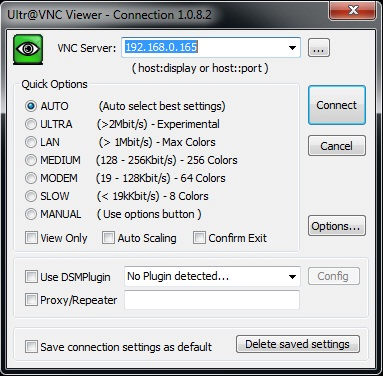 Ultr@VNC Viewer - Connection 1.0.8.2
VNC Server: 192.168.0.165 ...
( host:display or host::port )
Quick Options
AUTO (Auto select best settings)
ULTRA (>2Mbit/s) - Experimental
LAN (> 1Mbit/s) - Max Colors
MEDIUM (128 - 256Kbit/s) - 256 Colors
MODEM (19 - 128Kbit/s) - 64 Colors
SLOW (< 19kKbit/s) - 8 Colors
MANUAL ( Use options button )
View Only Auto Scaling Confirm Exit
Connect
Cancel
Options...
Use DSMPlugin No Plugin detected... Config
Proxy/Repeater
Save connection settings as default Delete saved settings